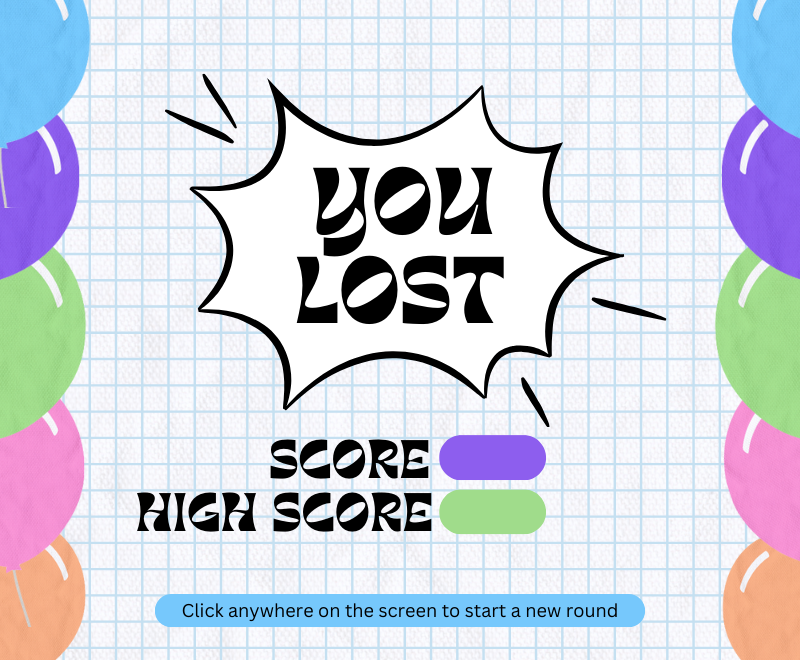 YOU
LOST
SCORE
HIGH SCORE
Click anywhere on the screen to start a new round